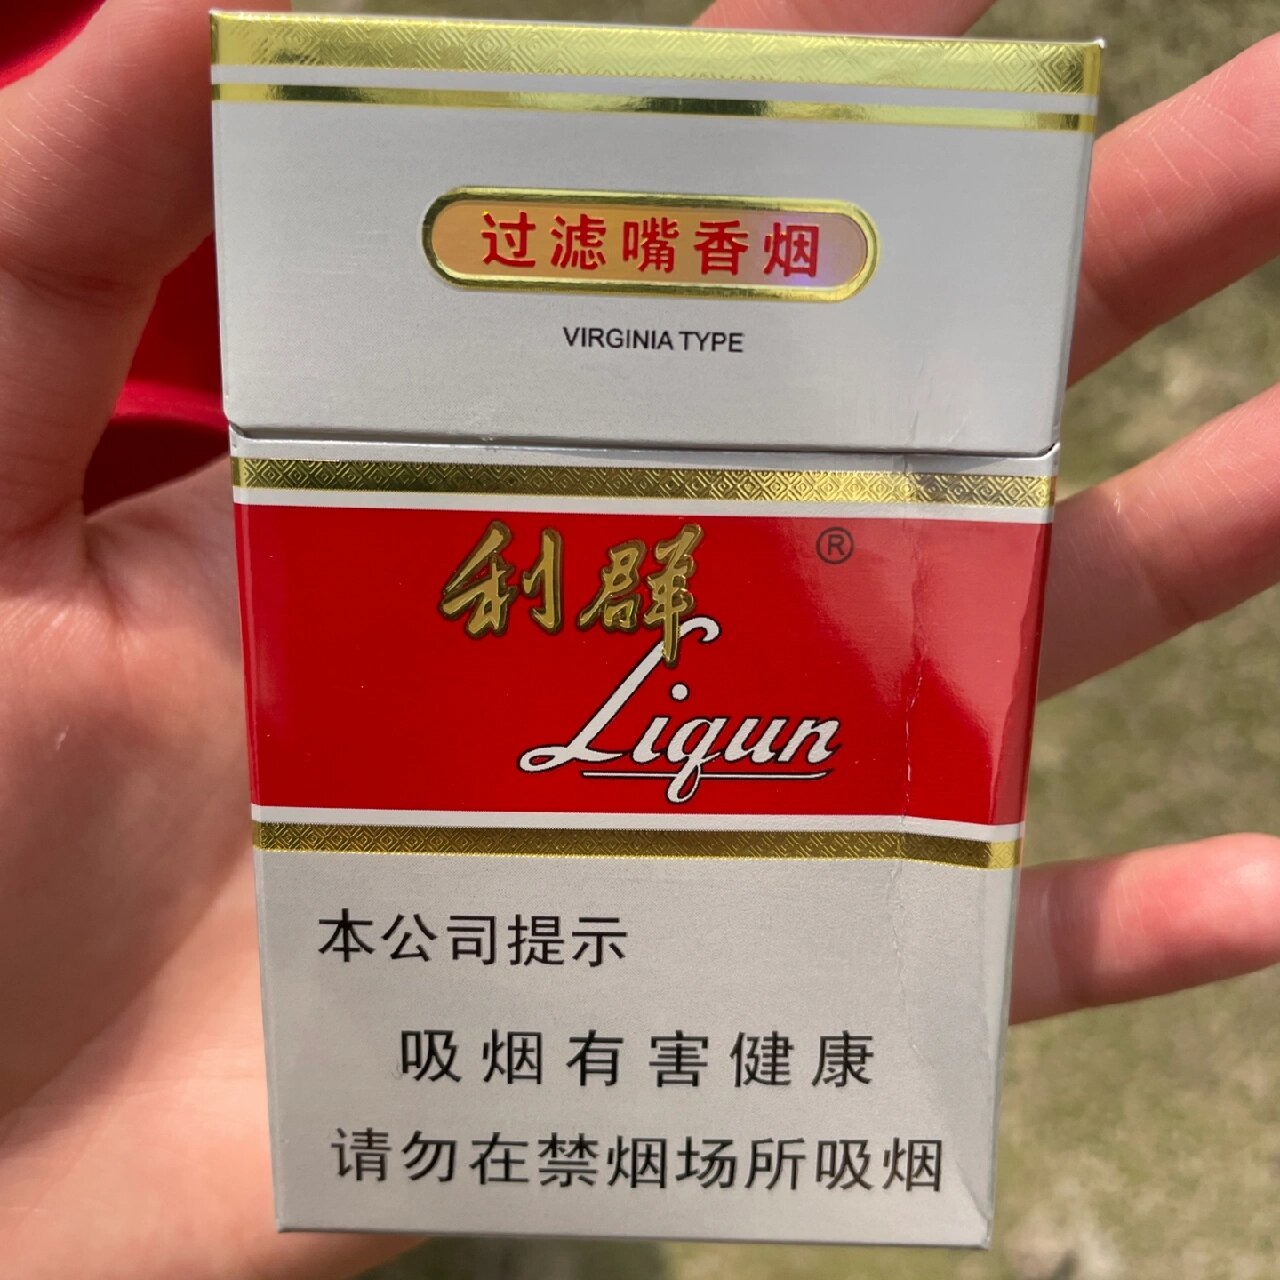 过滤嘴香烟
VIRGINIA TYPE
利群®
Liqun
本公司提示
吸烟有害健康
请勿在禁烟场所吸烟